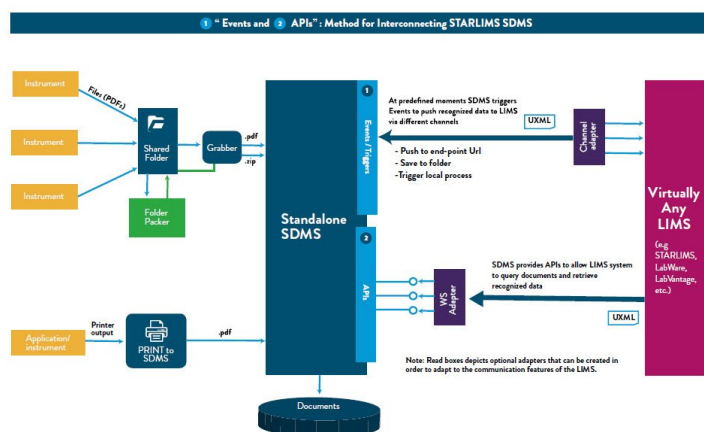 1 “ Events and 2 APIs” : Method for Interconnecting STARLIMS SDMS
Instrument
Files (PDFs)
Instrument
Instrument
Shared
Folder
Grabber
.pdf
.zip
Folder
Packer
Application/
instrument
Printer
output
PRINT to
SDMS
.pdf
Standalone
SDMS
Documents
1
Events / Triggers
2
APIs
At predefined moments SDMS triggers
Events to push recognized data to LIMS
via different channels
UXML
- Push to end-point Url
- Save to folder
-Trigger local process
Channel
adapter
SDMS provides APIs to allow LIMS system
to query documents and retrieve
recognized data
WS
Adapter
UXML
Note: Read boxes depicts optional adapters that can be created in
order to adapt to the communication features of the LIMS.
Virtually
Any
LIMS
(e.g
STARLIMS,
LabWare,
LabVantage,
etc.)